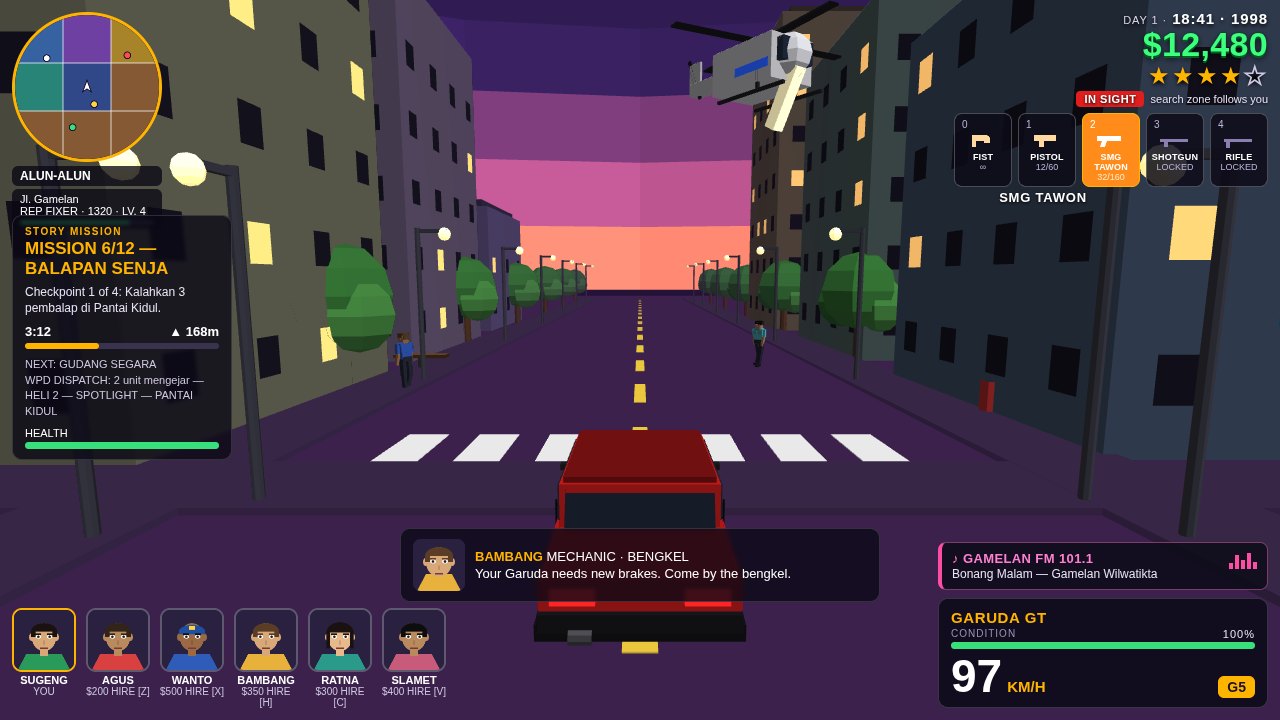 DAY 1 · 18:41 · 1998
$12,480
IN SIGHT search zone follows you
0
FIST
∞
1
PISTOL
12/60
2
SMG
TAWON
32/160
3
SHOTGUN
LOCKED
4
RIFLE
LOCKED
SMG TAWON
ALUN-ALUN
Jl. Gamelan
REP FIXER · 1320 · LV. 4
STORY MISSION
MISSION 6/12 —
BALAPAN SENJA
Checkpoint 1 of 4: Kalahkan 3
pembalap di Pantai Kidul.
3:12 ▲ 168m
NEXT: GUDANG SEGARA
WPD DISPATCH: 2 unit mengejar —
HELI 2 — SPOTLIGHT — PANTAI
KIDUL
HEALTH
BAMBANG MECHANIC · BENGKEL
Your Garuda needs new brakes. Come by the bengkel.
♪ GAMELAN FM 101.1
Bonang Malam — Gamelan Wilwatikta
GARUDA GT
CONDITION 100%
97 KM/H G5
SUGENG
YOU
AGUS
$200 HIRE [Z]
WANTO
$500 HIRE [X]
BAMBANG
$350 HIRE
[H]
RATNA
$300 HIRE
[C]
SLAMET
$400 HIRE [V]